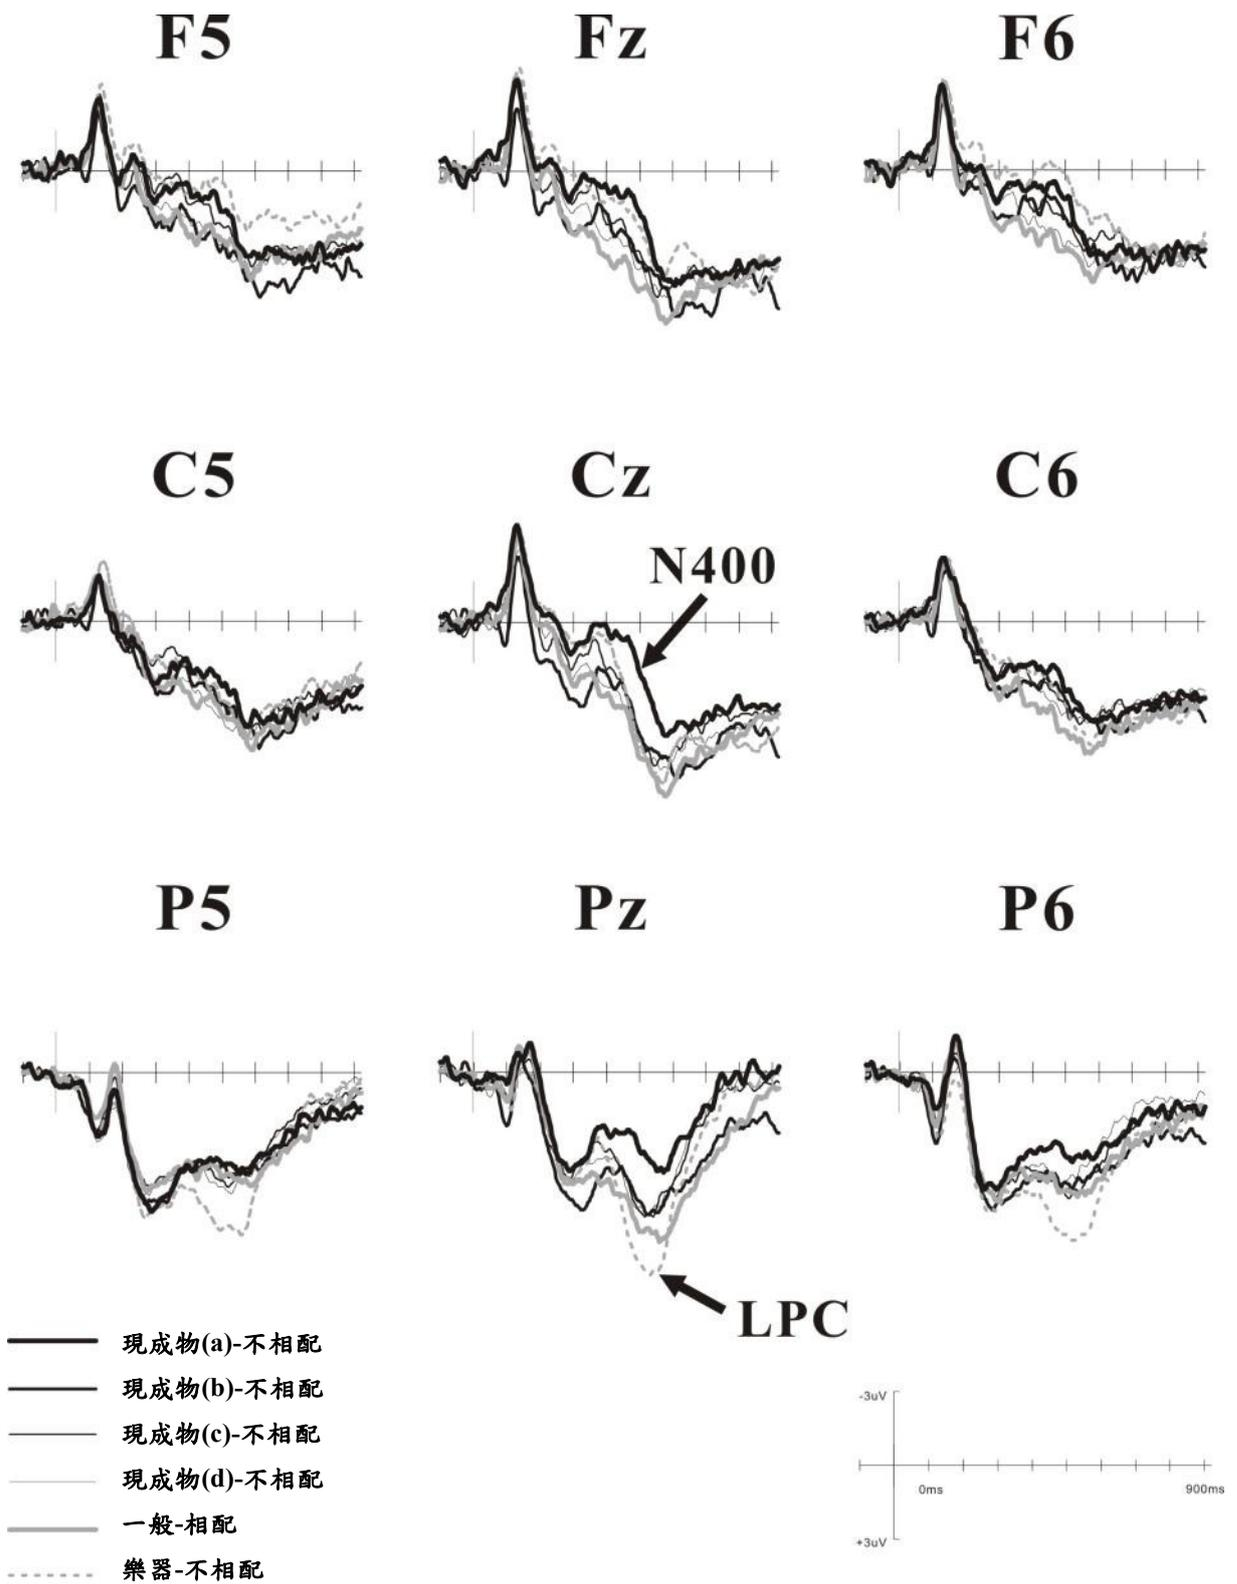 F5 Fz F6
C5 Cz C6
N400
P5 Pz P6
LPC
現成物(a)-不相配
現成物(b)-不相配
現成物(c)-不相配
現成物(d)-不相配
一般-相配
樂器-不相配
-3uV
0ms 900ms
+3uV